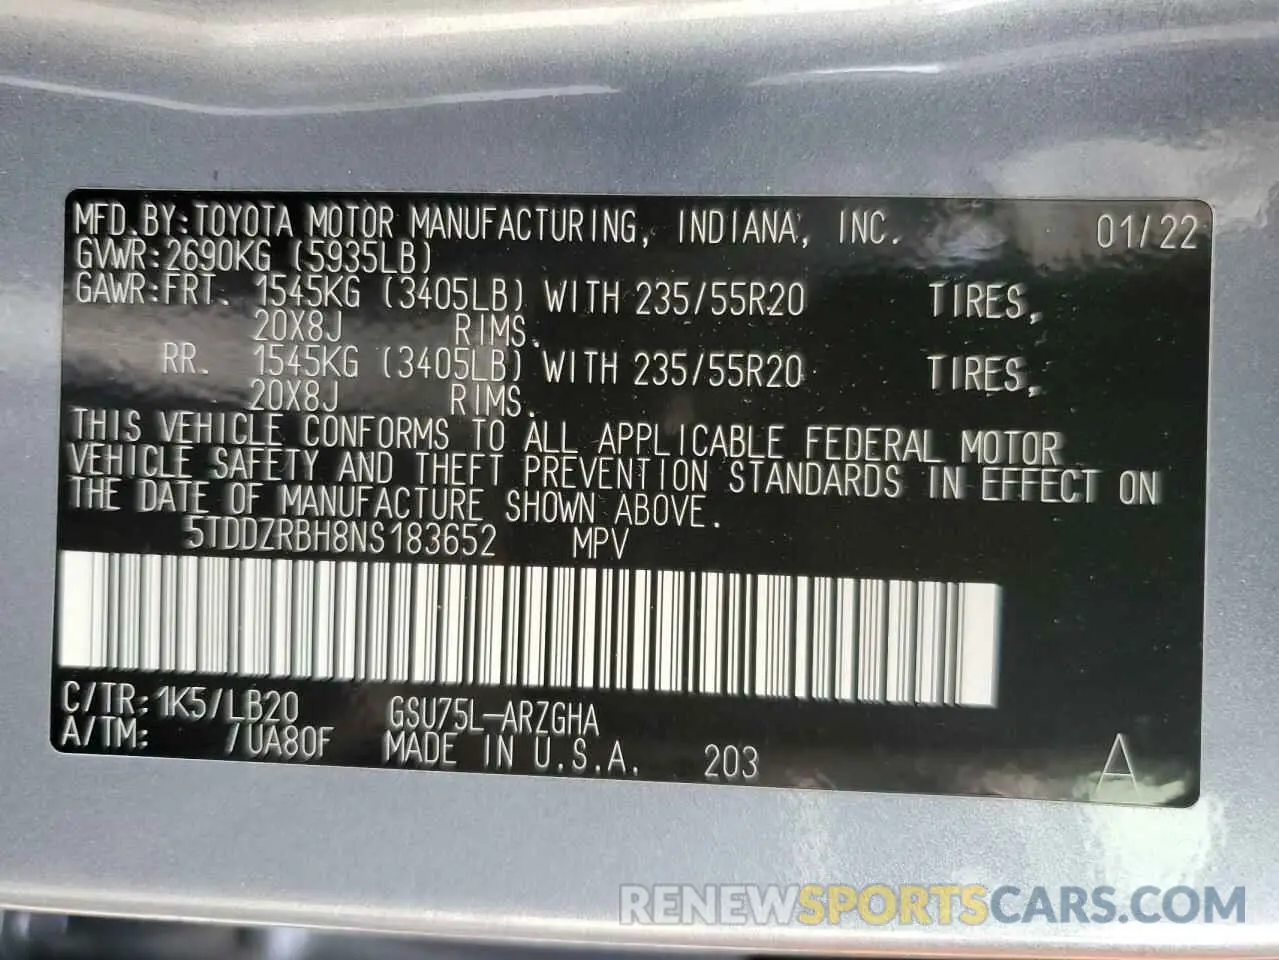 MFD.BY:TOYOTA MOTOR MANUFACTURING, INDIANA, INC. 01/22
GVWR:2690KG (5935LB)
GAWR:FRT. 1545KG (3405LB) WITH 235/55R20 TIRES,
20X8J RIMS.
RR. 1545KG (3405LB) WITH 235/55R20 TIRES,
20X8J RIMS.
THIS VEHICLE CONFORMS TO ALL APPLICABLE FEDERAL MOTOR
VEHICLE SAFETY AND THEFT PREVENTION STANDARDS IN EFFECT ON
THE DATE OF MANUFACTURE SHOWN ABOVE.
5TDDZRBH8NS183652 MPV
C/TR:1K5/LB20 GSU75L-ARZGHA
A/TM: /UA80F MADE IN U.S.A. 203 A
RENEWSPORTSCARS.COM